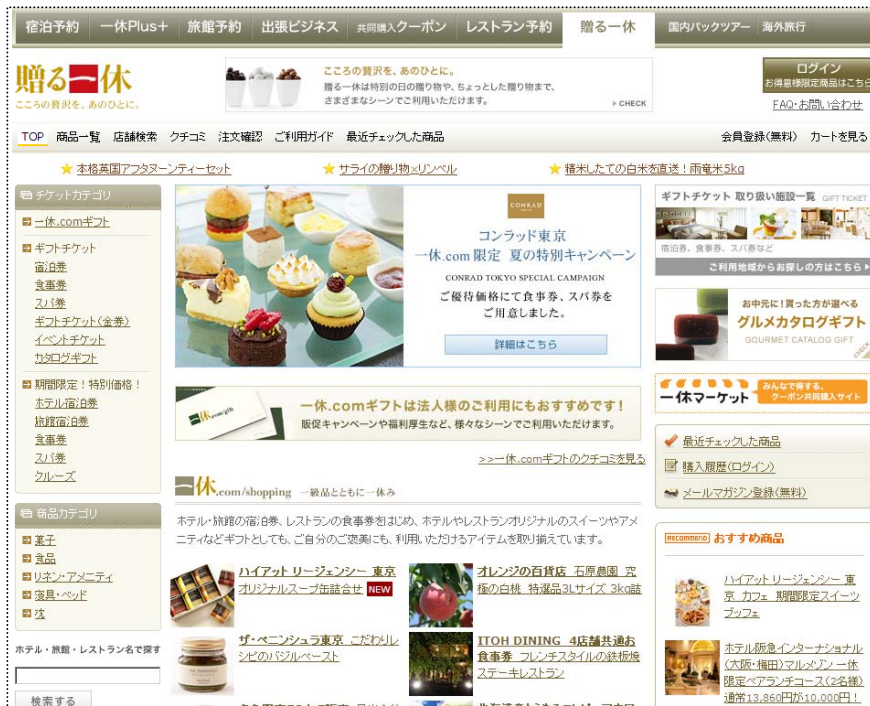 宿泊予約 一休Plus+ 旅館予約 出張ビジネス 共同購入クーポン レストラン予約 贈る一休 国内パックツアー 海外旅行
贈る一休
こころの贅沢を、あのひとに。
こころの贅沢を、あのひとに。
贈る一休は特別の日の贈り物や、ちょっとした贈り物まで、
さまざまなシーンでご利用いただけます。
CHECK
ログイン
お得意様限定商品はこちら
FAQ・お問い合わせ
TOP 商品一覧 店舗検索 クチコミ 注文確認 ご利用ガイド 最近チェックした商品 会員登録(無料) カートを見る
本格英国アフタヌーンティーセット サライの贈り物×リンベル 精米したての白米を直送！雨竜米5kg
チケットカテゴリ
一休.comギフト
ギフトチケット
宿泊券
食事券
スパ券
ギフトチケット(金券)
イベントチケット
カタログギフト
期間限定！特別価格！
ホテル宿泊券
旅館宿泊券
食事券
スパ券
クルーズ
商品カテゴリ
菓子
食品
リネン・アメニティ
寝具・ベッド
枕
ホテル・旅館・レストラン名で探す
検索する
CONRAD
コンラッド東京
一休.com 限定 夏の特別キャンペーン
CONRAD TOKYO SPECIAL CAMPAIGN
ご優待価格にて食事券、スパ券を
ご用意しました。
詳細はこちら
一休.comギフトは法人様のご利用にもおすすめです！
販促キャンペーンや福利厚生など、様々なシーンでご利用いただけます。
>>一休.comギフトのクチコミを見る
一休.com/shopping 一級品とともに一休み
ホテル・旅館の宿泊券、レストランの食事券をはじめ、ホテルやレストランオリジナルのスイーツやアメ
ニティなどギフトとしても、ご自分のご褒美にも、利用いただけるアイテムを取り揃えています。
ハイアット リージェンシー 東京
オリジナルスープ缶詰合せ NEW
オレンジの百貨店 石原農園 究
極の白桃 特選品3Lサイズ 3kg詰
ザ・ペニンシュラ東京 こだわりレ
シピのバジルペースト
ITOH DINING 4店舗共通お
食事券 フレンチスタイルの鉄板焼
ステーキレストラン
ギフトチケット 取り扱い施設一覧 GIFT TICKET
宿泊券、食事券、スパ券など
ご利用地域からお探しの方はこちら
お中元に！貰った方が選べる
グルメカタログギフト
GOURMET CATALOG GIFT
CHECK
一休マーケット
みんなで得する、
クーポン共同購入サイト
最近チェックした商品
購入履歴(ログイン)
メールマガジン登録(無料)
RECOMMEND おすすめ商品
ハイアット リージェンシー 東
京 カフェ 期間限定スイーツ
ブッフェ
ホテル阪急インターナショナル
(大阪・梅田)マルメゾン 一休
限定ペアランチコース(2名様)
通常13,860円が10,000円！